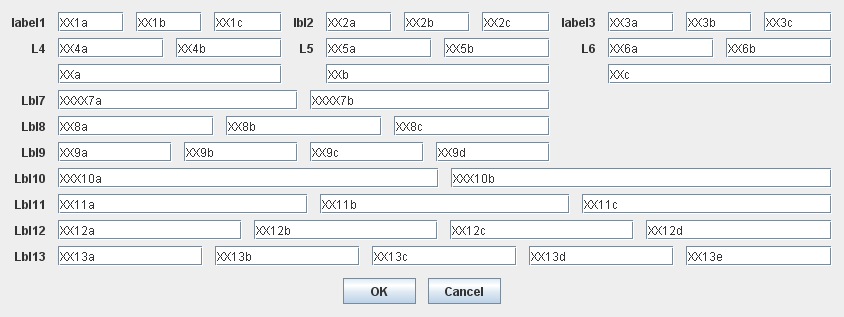 label1 XX1a XX1b XX1c lbl2 XX2a XX2b XX2c label3 XX3a XX3b XX3c
L4 XX4a XX4b L5 XX5a XX5b L6 XX6a XX6b
XXa XXb XXc
Lbl7 XXXX7a XXXX7b
Lbl8 XX8a XX8b XX8c
Lbl9 XX9a XX9b XX9c XX9d
Lbl10 XXX10a XXX10b
Lbl11 XX11a XX11b XX11c
Lbl12 XX12a XX12b XX12c XX12d
Lbl13 XX13a XX13b XX13c XX13d XX13e
OK Cancel